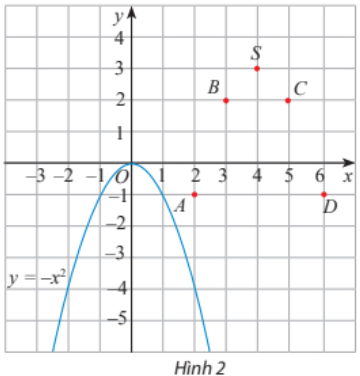 y
4
3
2
1
S
B
C
–3 –2 –1 O 1 2 3 4 5 6 x
–1
A
D
–2
–3
y = –x²
–4
–5
Hình 2